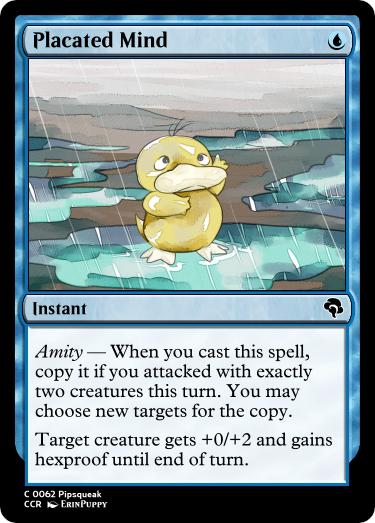 Placated Mind
Instant
Amity — When you cast this spell,
copy it if you attacked with exactly
two creatures this turn. You may
choose new targets for the copy.
Target creature gets +0/+2 and gains
hexproof until end of turn.
C 0062 Pipsqueak
CCR ErinPuppy